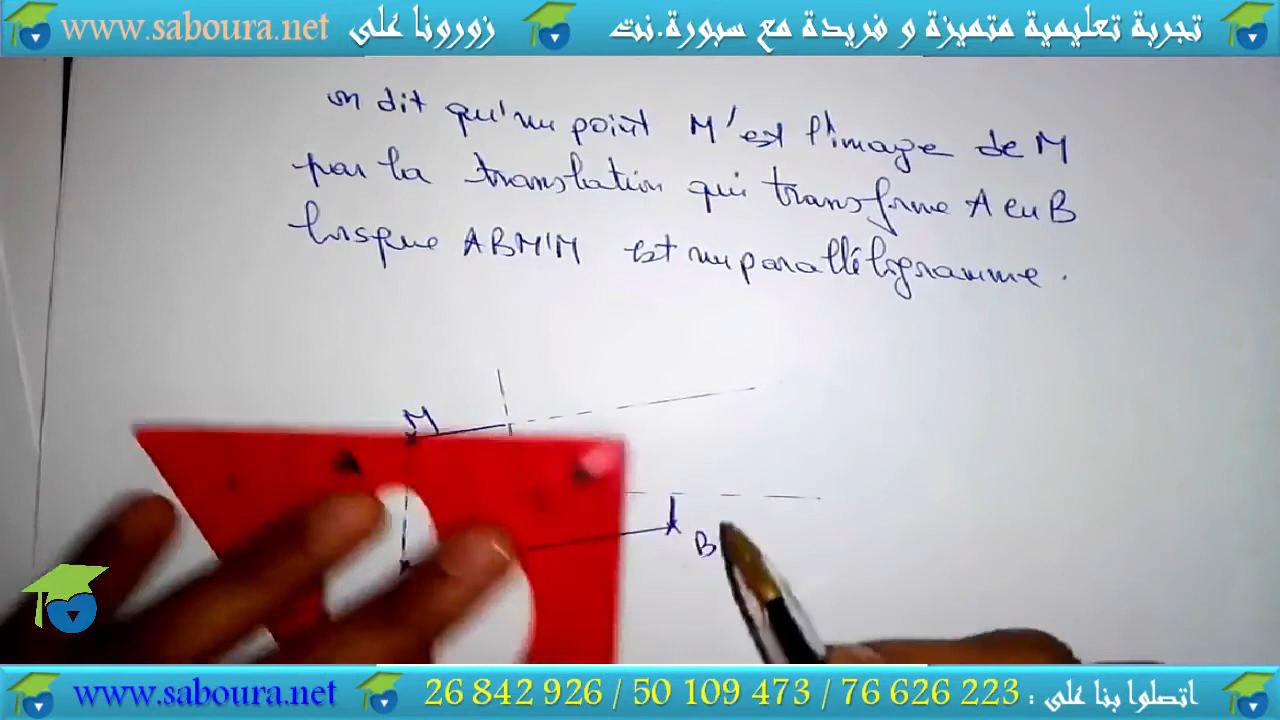 تجربة تعليمية متميزة و فريدة مع سبورة.نت زورونا على www.saboura.net
on dit qu'un point M' est l'image de M
par la translation qui transforme A en B
lorsque ABM'M est un parallélogramme.
M
B
اتصلوا بنا على : 26 842 926 / 50 109 473 / 76 626 223
www.saboura.net